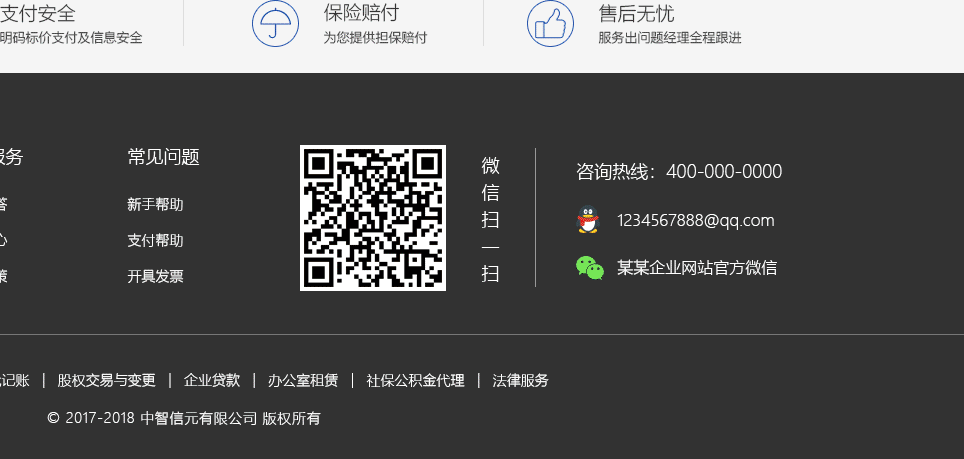 支付安全
保险赔付
售后无忧
明码标价支付及信息安全
为您提供担保赔付
服务出问题经理全程跟进
服务
常见问题
答
新手帮助
心
支付帮助
策
开具发票
微
信
扫
一
扫
咨询热线：400-000-0000
1234567888@qq.com
某某企业网站官方微信
记账 | 股权交易与变更 | 企业贷款 | 办公室租赁 | 社保公积金代理 | 法律服务
© 2017-2018 中智信元有限公司 版权所有